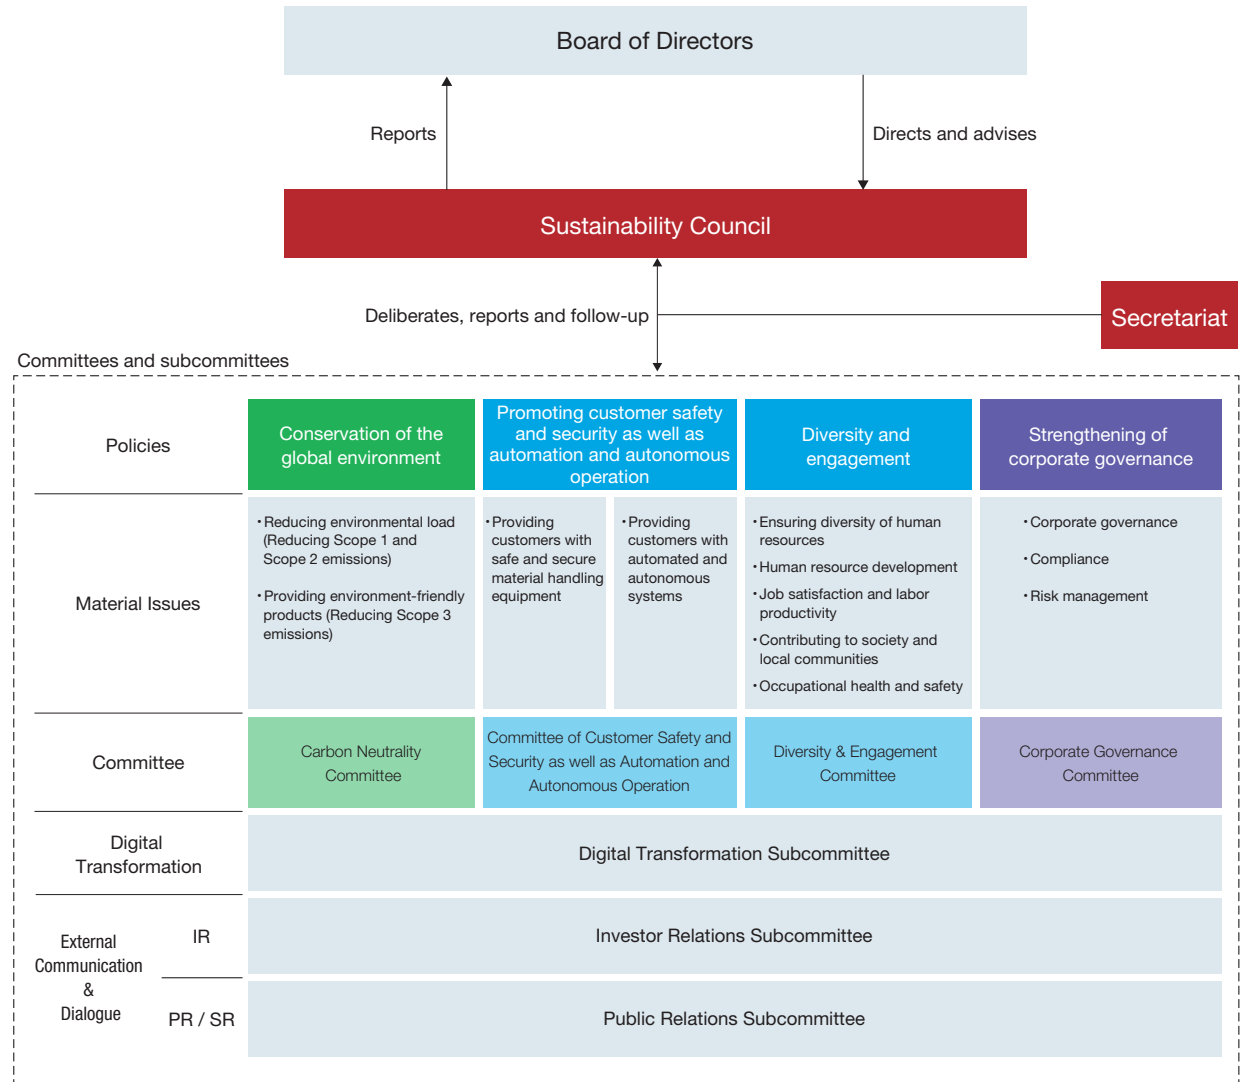 Board of Directors
Reports
Directs and advises
Sustainability Council
Deliberates, reports and follow-up
Secretariat
Committees and subcommittees
Policies
Conservation of the
global environment
Promoting customer safety
and security as well as
automation and autonomous
operation
Diversity and
engagement
Strengthening of
corporate governance
Material Issues
・Reducing environmental load
(Reducing Scope 1 and
Scope 2 emissions)
・Providing environment-friendly
products (Reducing Scope 3
emissions)
・Providing
customers with
safe and secure
material handling
equipment
・Providing
customers with
automated and
autonomous
systems
・Ensuring diversity of human
resources
・Human resource development
・Job satisfaction and labor
productivity
・Contributing to society and
local communities
・Occupational health and safety
・Corporate governance
・Compliance
・Risk management
Committee
Carbon Neutrality
Committee
Committee of Customer Safety and
Security as well as Automation and
Autonomous Operation
Diversity & Engagement
Committee
Corporate Governance
Committee
Digital
Transformation
Digital Transformation Subcommittee
External
Communication
&
Dialogue
IR
Investor Relations Subcommittee
PR / SR
Public Relations Subcommittee